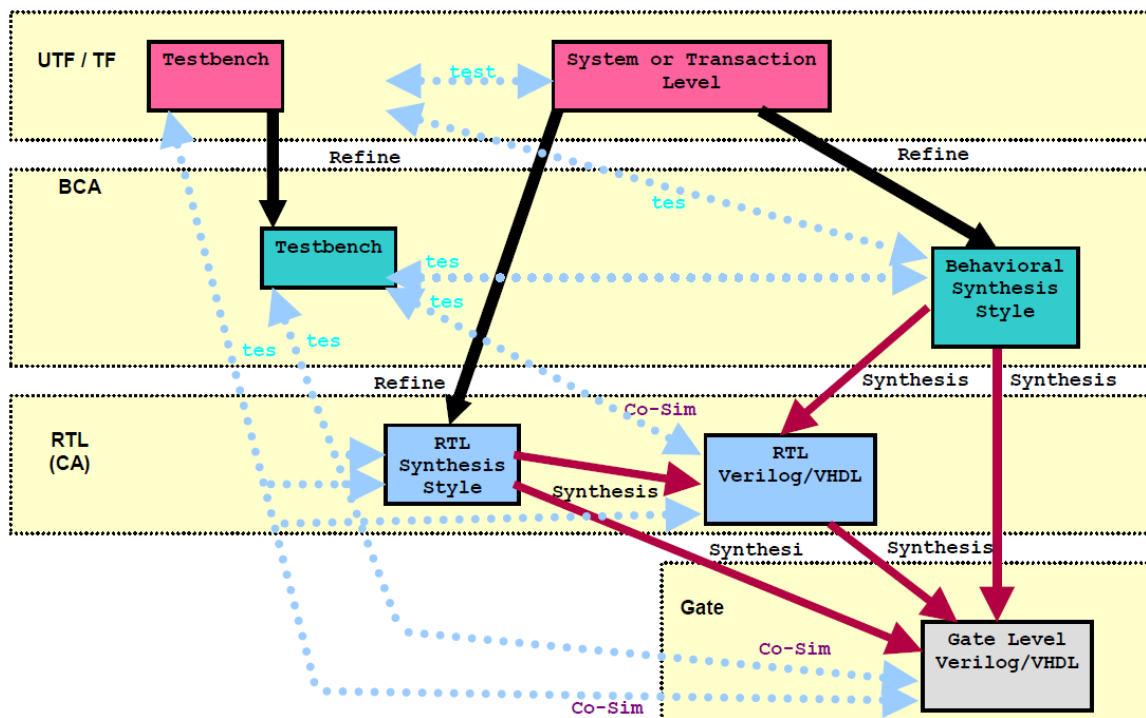 UTF / TF
Testbench
test
System or Transaction
Level
Refine
Refine
BCA
tes
Testbench
tes
tes
Behavioral
Synthesis
Style
tes
tes
Refine
Synthesis
Synthesis
Co-Sim
RTL
(CA)
RTL
Synthesis
Style
RTL
Verilog/VHDL
Synthesis
Synthesi
Synthesis
Gate
Gate Level
Verilog/VHDL
Co-Sim
Co-Sim